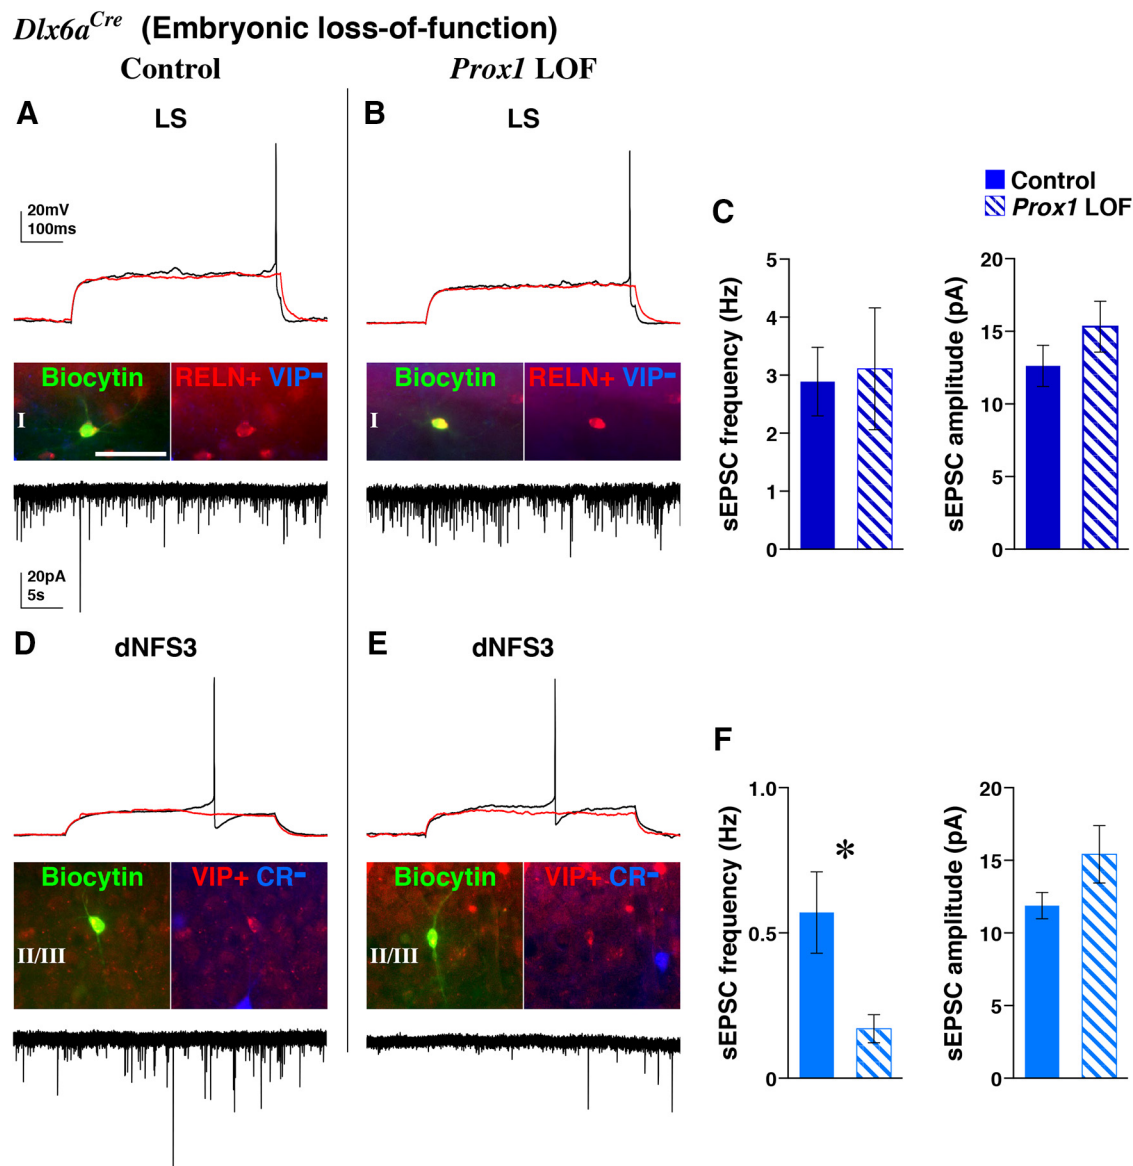 Dlx6aCre (Embryonic loss-of-function)
Control
Prox1 LOF
A
LS
20mV
100ms
Biocytin
RELN+ VIP-
I
20pA
5s
B
LS
Biocytin
RELN+ VIP-
I
C
Control
Prox1 LOF
sEPSC frequency (Hz)
5
4
3
2
1
0
sEPSC amplitude (pA)
20
15
10
5
0
D
dNFS3
Biocytin
VIP+ CR-
II/III
E
dNFS3
Biocytin
VIP+ CR-
II/III
F
sEPSC frequency (Hz)
1.0
0.5
0
*
sEPSC amplitude (pA)
20
15
10
5
0